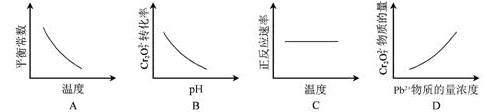 平衡常数
温度
A
Cr₂O₇²⁻转化率
pH
B
正反应速率
温度
C
Cr₂O₇²⁻物质的量
Pb²⁺物质的量浓度
D